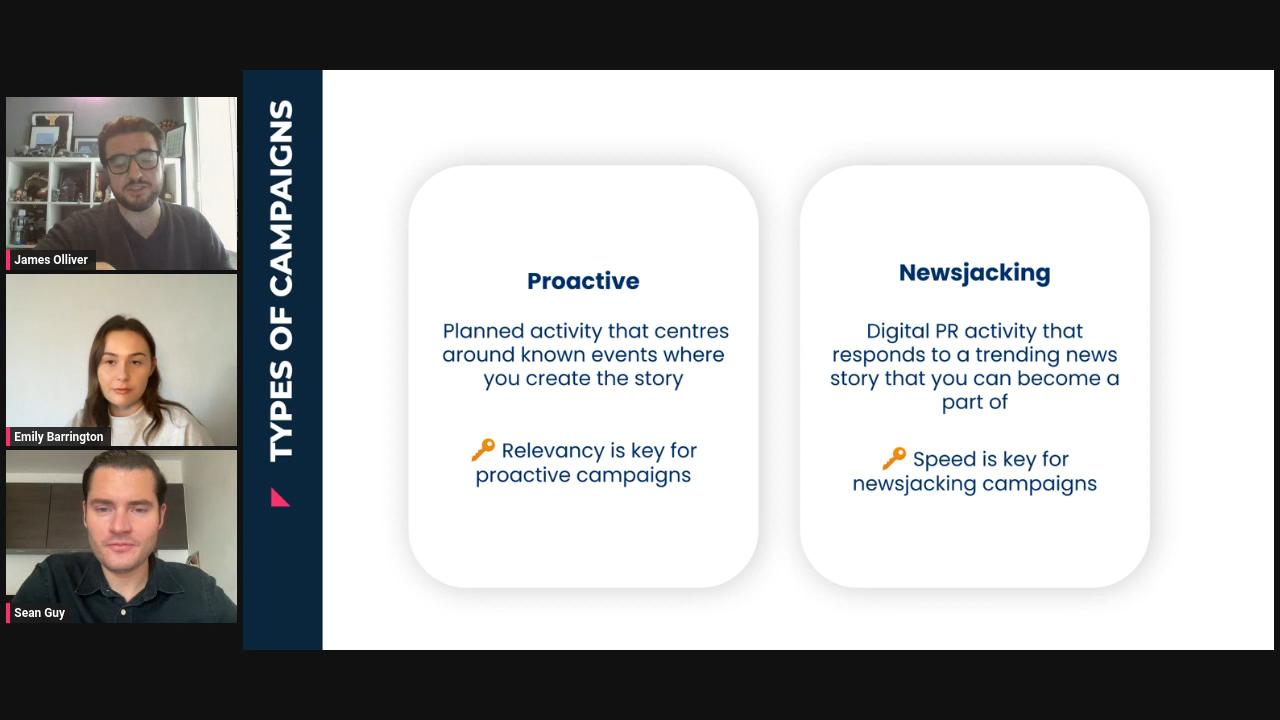 James Olliver
Emily Barrington
Sean Guy
TYPES OF CAMPAIGNS
Proactive
Planned activity that centres
around known events where
you create the story
🔑 Relevancy is key for
proactive campaigns
Newsjacking
Digital PR activity that
responds to a trending news
story that you can become a
part of
🔑 Speed is key for
newsjacking campaigns